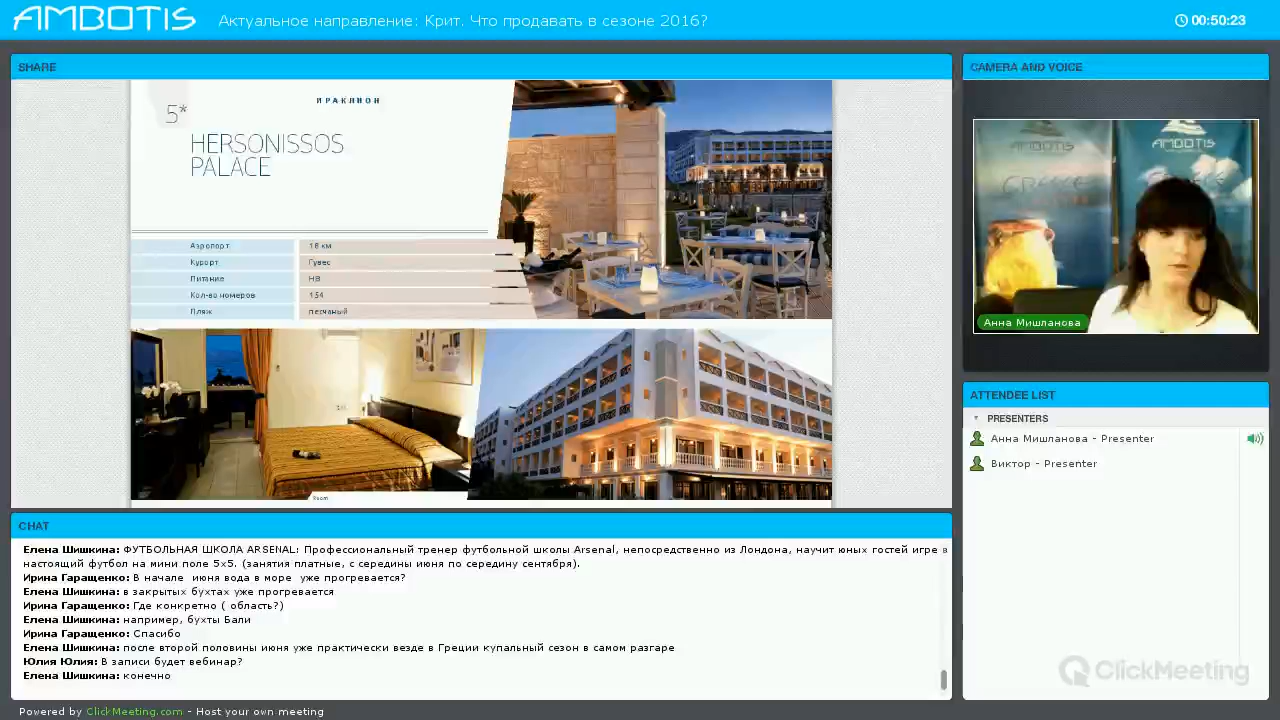 AMBOTIS
Актуальное направление: Крит. Что продавать в сезоне 2016?
00:50:23
SHARE
5*
ИРАКЛИОН
HERSONISSOS
PALACE
Аэропорт 18 км
Курорт Гувес
Питание HB
Кол-во номеров 154
Пляж песчаный
Room
CAMERA AND VOICE
AMBOTIS
AMBOTIS
GREECE
Анна Мишланова
ATTENDEE LIST
PRESENTERS
Анна Мишланова - Presenter
Виктор - Presenter
ClickMeeting
CHAT
Елена Шишкина: ФУТБОЛЬНАЯ ШКОЛА ARSENAL: Профессиональный тренер футбольной школы Arsenal, непосредственно из Лондона, научит юных гостей игре в
настоящий футбол на мини поле 5x5. (занятия платные, с середины июня по середину сентября).
Ирина Гаращенко: В начале июня вода в море уже прогревается?
Елена Шишкина: в закрытых бухтах уже прогревается
Ирина Гаращенко: Где конкретно ( область?)
Елена Шишкина: например, бухты Бали
Ирина Гаращенко: Спасибо
Елена Шишкина: после второй половины июня уже практически везде в Греции купальный сезон в самом разгаре
Юлия Юлия: В записи будет вебинар?
Елена Шишкина: конечно
Powered by ClickMeeting.com - Host your own meeting